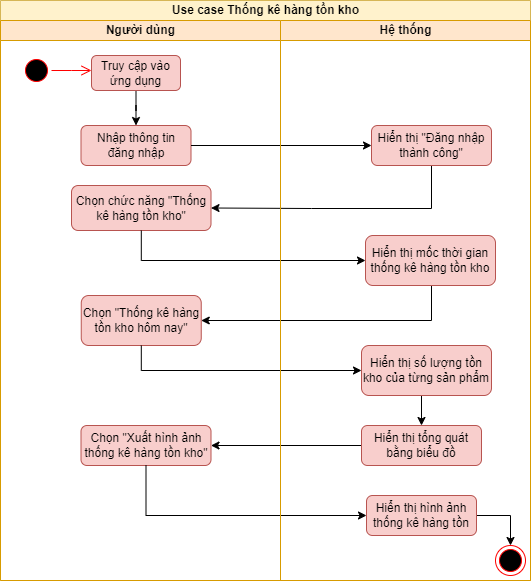 Use case Thống kê hàng tồn kho
Người dùng
Hệ thống
Truy cập vào
ứng dụng
Nhập thông tin
đăng nhập
Hiển thị "Đăng nhập
thành công"
Chọn chức năng "Thống
kê hàng tồn kho"
Hiển thị mốc thời gian
thống kê hàng tồn kho
Chọn "Thống kê hàng
tồn kho hôm nay"
Hiển thị số lượng tồn
kho của từng sản phẩm
Hiển thị tổng quát
bằng biểu đồ
Chọn "Xuất hình ảnh
thống kê hàng tồn kho"
Hiển thị hình ảnh
thống kê hàng tồn